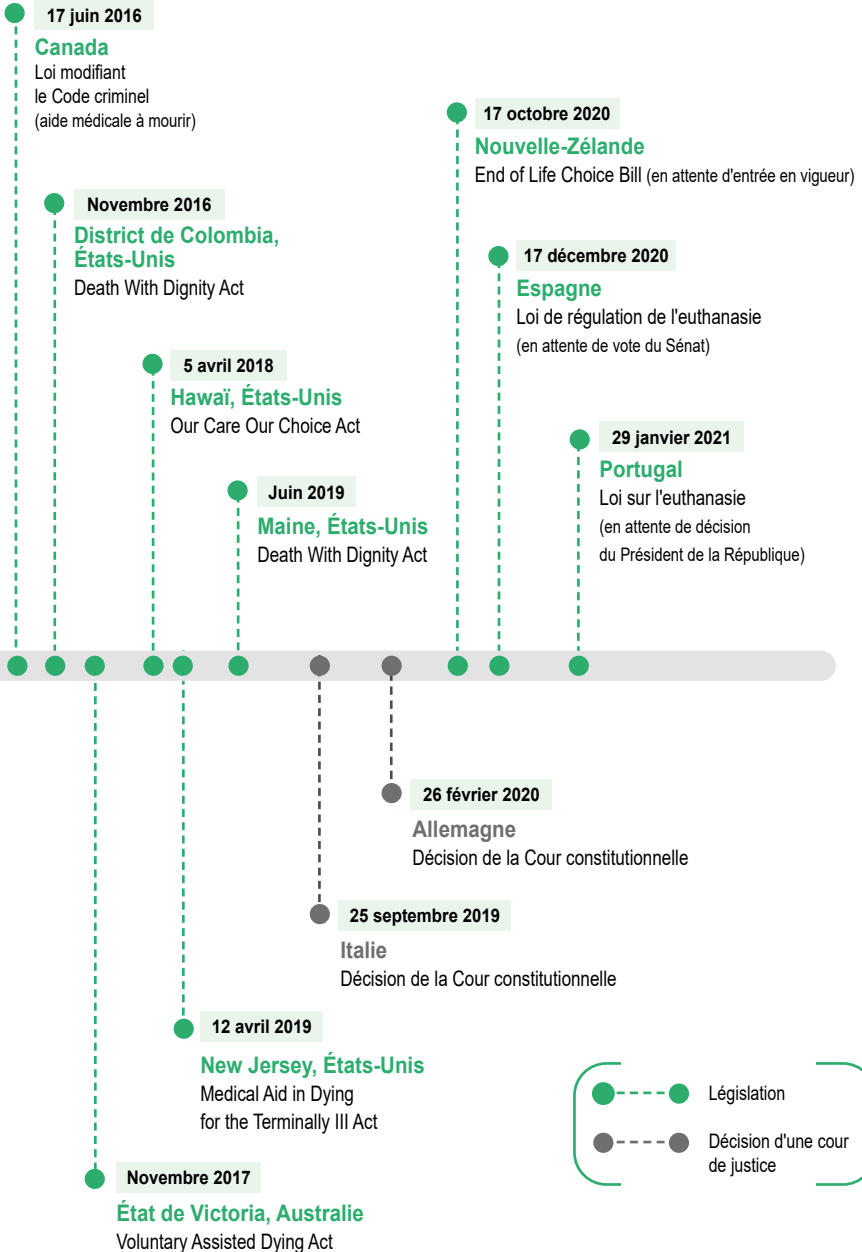 17 juin 2016
Canada
Loi modifiant
le Code criminel
(aide médicale à mourir)
Novembre 2016
District de Colombia,
États-Unis
Death With Dignity Act
5 avril 2018
Hawaï, États-Unis
Our Care Our Choice Act
Juin 2019
Maine, États-Unis
Death With Dignity Act
17 octobre 2020
Nouvelle-Zélande
End of Life Choice Bill (en attente d'entrée en vigueur)
17 décembre 2020
Espagne
Loi de régulation de l'euthanasie
(en attente de vote du Sénat)
29 janvier 2021
Portugal
Loi sur l'euthanasie
(en attente de décision
du Président de la République)
26 février 2020
Allemagne
Décision de la Cour constitutionnelle
25 septembre 2019
Italie
Décision de la Cour constitutionnelle
12 avril 2019
New Jersey, États-Unis
Medical Aid in Dying
for the Terminally Ill Act
Novembre 2017
État de Victoria, Australie
Voluntary Assisted Dying Act
Législation
Décision d'une cour
de justice